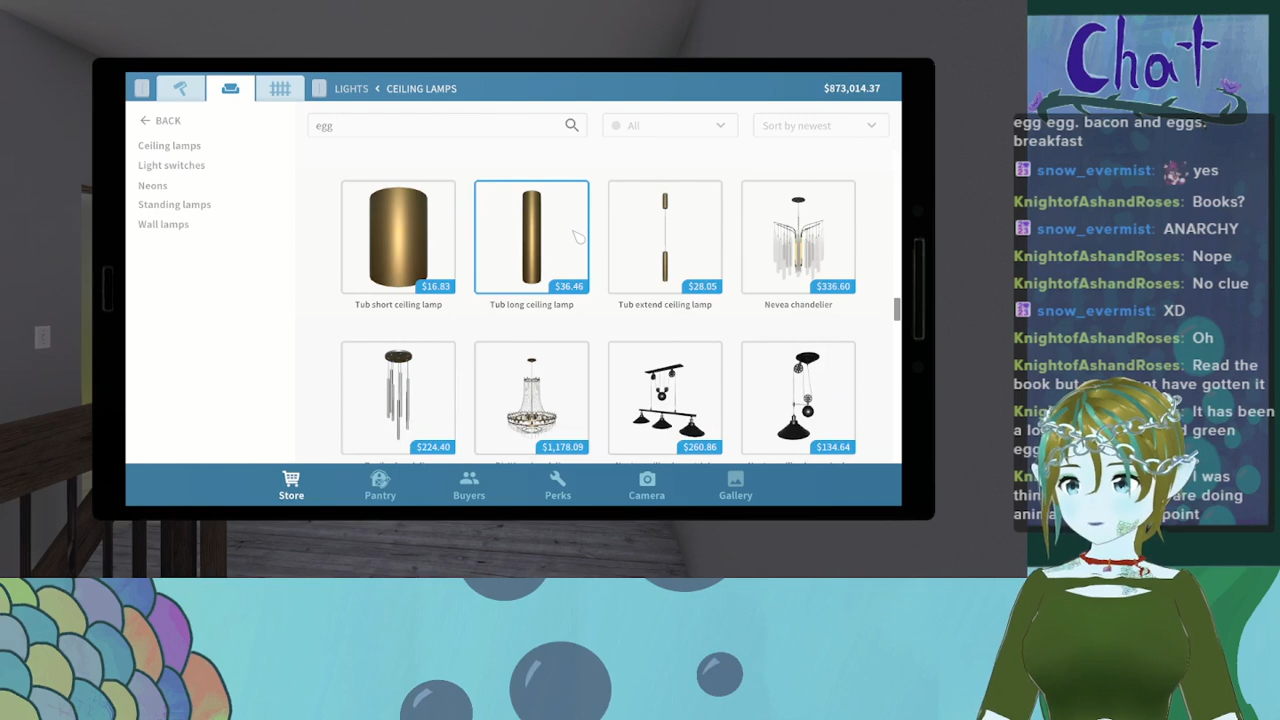 LIGHTS < CEILING LAMPS
$873,014.37
BACK
egg
All
Sort by newest
Ceiling lamps
Light switches
Neons
Standing lamps
Wall lamps
$16.83
$36.46
$28.05
$336.60
Tub short ceiling lamp
Tub long ceiling lamp
Tub extend ceiling lamp
Nevea chandelier
$224.40
$1,178.09
$260.86
$134.64
Store
Pantry
Buyers
Perks
Camera
Gallery
Chat
egg egg. bacon and eggs.
breakfast
snow_evermist: yes
KnightofAshandRoses: Books?
snow_evermist: ANARCHY
KnightofAshandRoses: Nope
KnightofAshandRoses: No clue
snow_evermist: XD
KnightofAshandRoses: Oh
KnightofAshandRoses: Read the
book but ot have gotten it
It has been
a lo d green
egg
I was
thin are doing
anim point